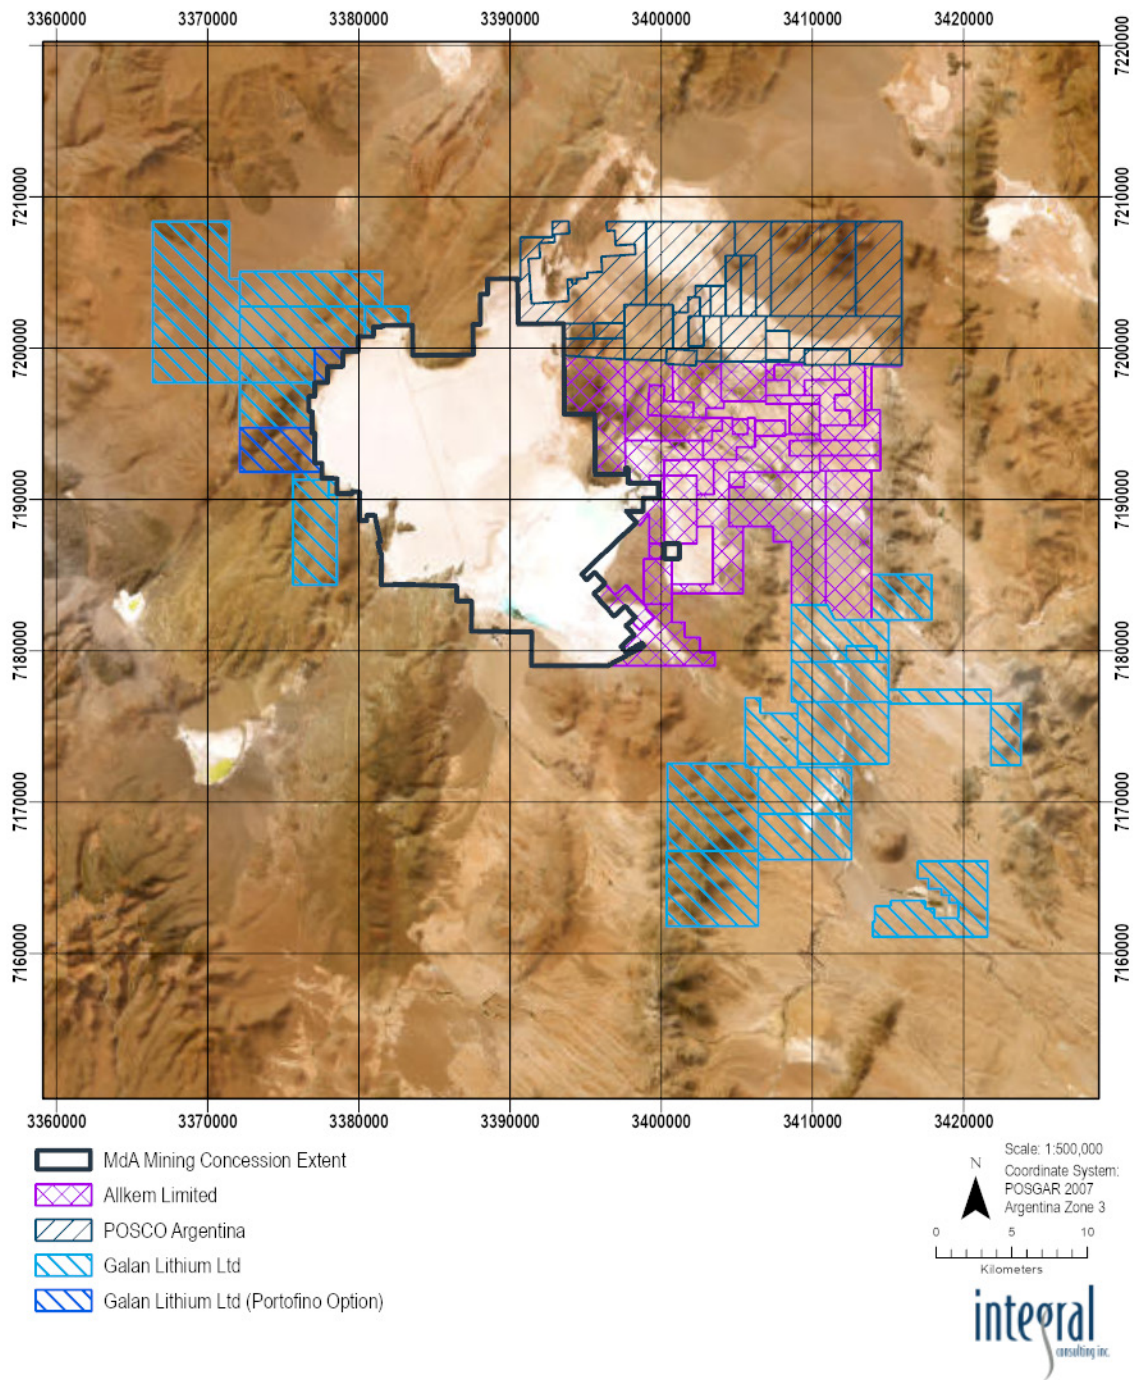 3360000 3370000 3380000 3390000 3400000 3410000 3420000
7220000
7210000 7210000
7200000 7200000
7190000 7190000
7180000 7180000
7170000 7170000
7160000 7160000
3360000 3370000 3380000 3390000 3400000 3410000 3420000
MdA Mining Concession Extent
Allkem Limited
POSCO Argentina
Galan Lithium Ltd
Galan Lithium Ltd (Portofino Option)
N
Scale: 1:500,000
Coordinate System:
POSGAR 2007
Argentina Zone 3
0 5 10
Kilometers
integral
consulting inc.